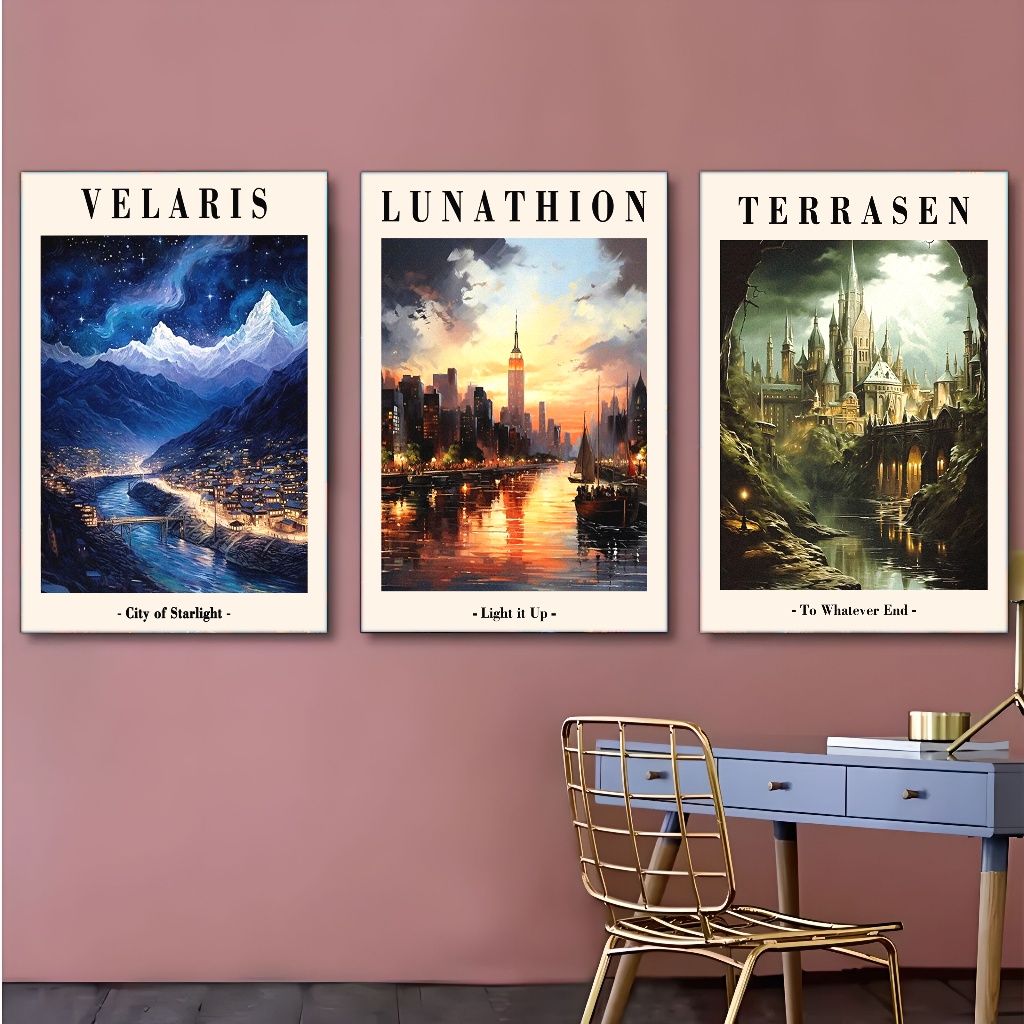 VELARIS
- City of Starlight -
LUNATHION
- Light it Up -
TERRASEN
- To Whatever End -